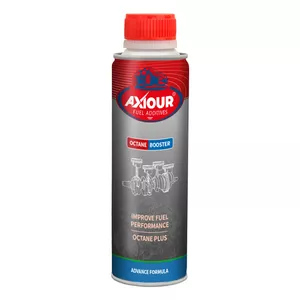 AXIOUR
FUEL ADDITIVES
OCTANE BOOSTER
IMPROVE FUEL
PERFORMANCE
OCTANE PLUS
ADVANCE FORMULA